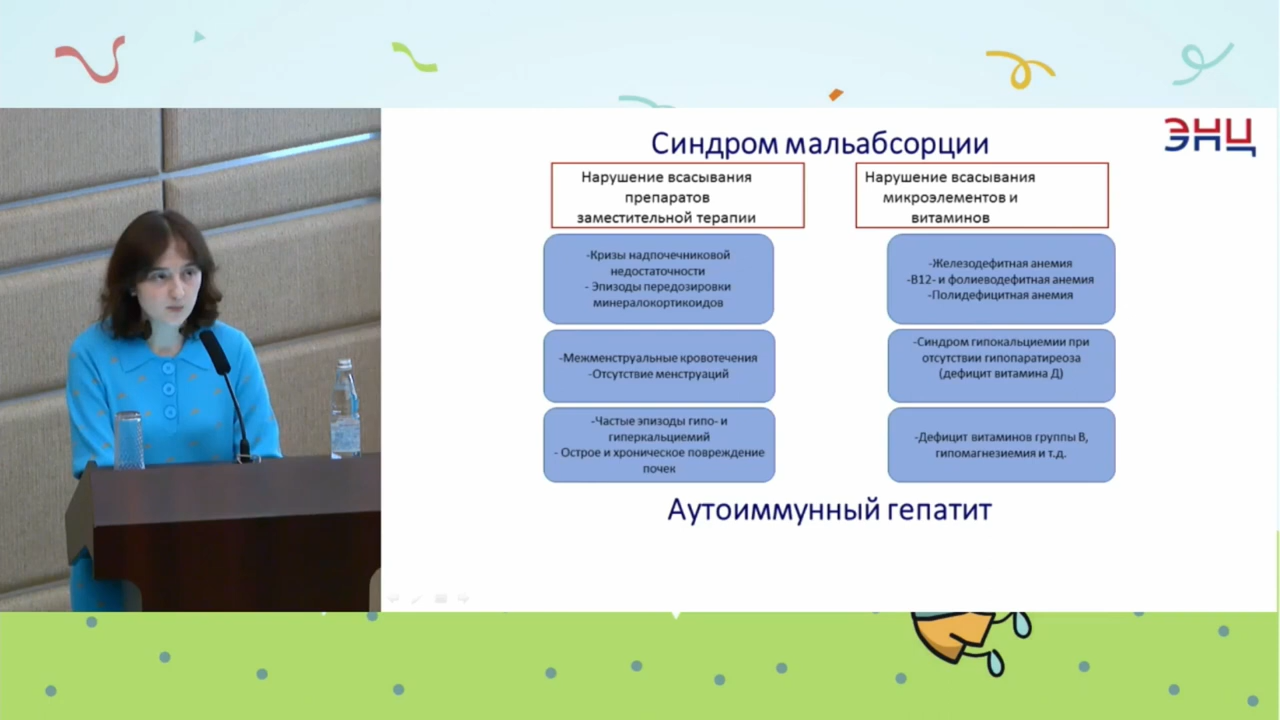 ЭНЦ
Синдром мальабсорции
Нарушение всасывания
препаратов
заместительной терапии
Нарушение всасывания
микроэлементов и
витаминов
-Кризы надпочечниковой
недостаточности
- Эпизоды передозировки
минералокортикоидов
-Железодефитная анемия
-В12- и фолиеводефитная анемия
-Полидефицитная анемия
-Межменструальные кровотечения
-Отсутствие менструаций
-Синдром гипокальциемии при
отсутствии гипопаратиреоза
(дефицит витамина Д)
-Частые эпизоды гипо- и
гиперкальциемий
- Острое и хроническое повреждение
почек
-Дефицит витаминов группы В,
гипомагнезиемия и т.д.
Аутоиммунный гепатит